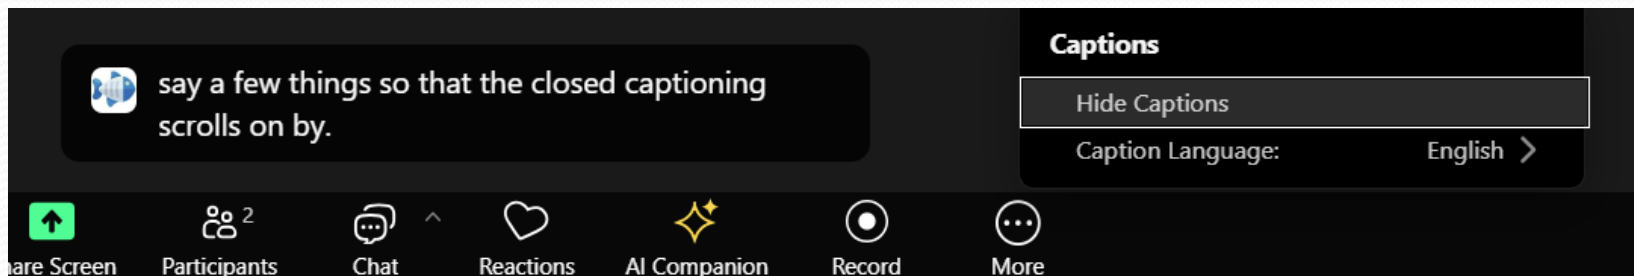 Captions
say a few things so that the closed captioning
scrolls on by.
Hide Captions
Caption Language: English
2
Screen
Participants
Chat
Reactions
AI Companion
Record
More